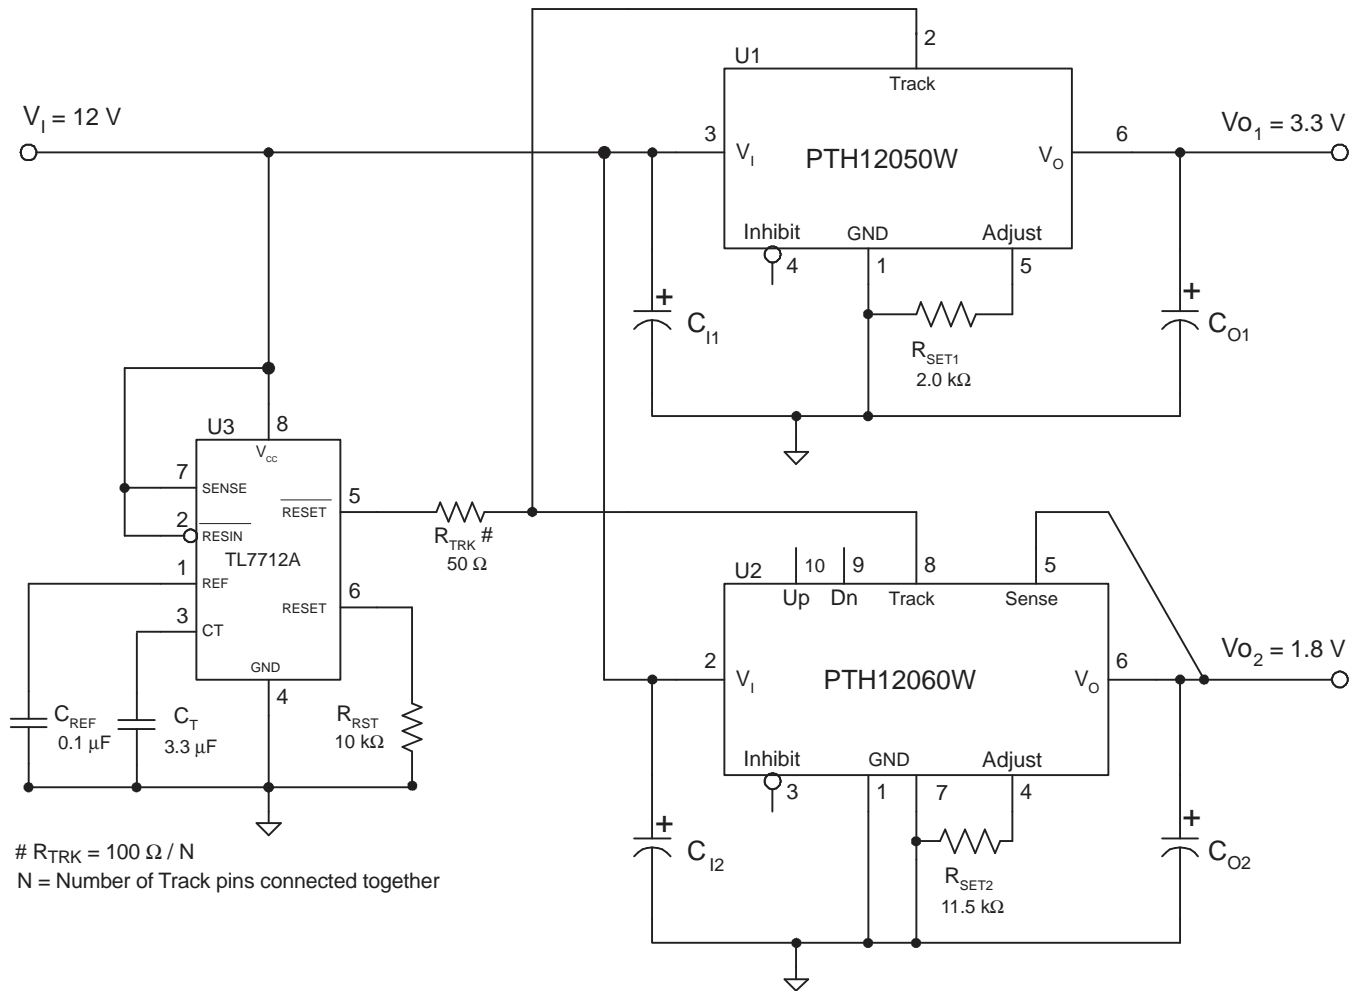 V_I = 12 V
U1
2
Track
3
V_I
PTH12050W
V_O
6
Vo_1 = 3.3 V
Inhibit
GND
Adjust
4
1
5
+
C_I1
R_SET1
2.0 kΩ
+
C_O1
U3
8
V_CC
7
SENSE
2
RESIN
TL7712A
RESET
5
R_TRK #
50 Ω
1
REF
3
CT
RESET
6
GND
4
C_REF
0.1 µF
C_T
3.3 µF
R_RST
10 kΩ
# R_TRK = 100 Ω / N
N = Number of Track pins connected together
U2
10
9
8
5
Up
Dn
Track
Sense
2
V_I
PTH12060W
V_O
6
Vo_2 = 1.8 V
Inhibit
GND
Adjust
3
1
7
4
+
C_I2
R_SET2
11.5 kΩ
+
C_O2